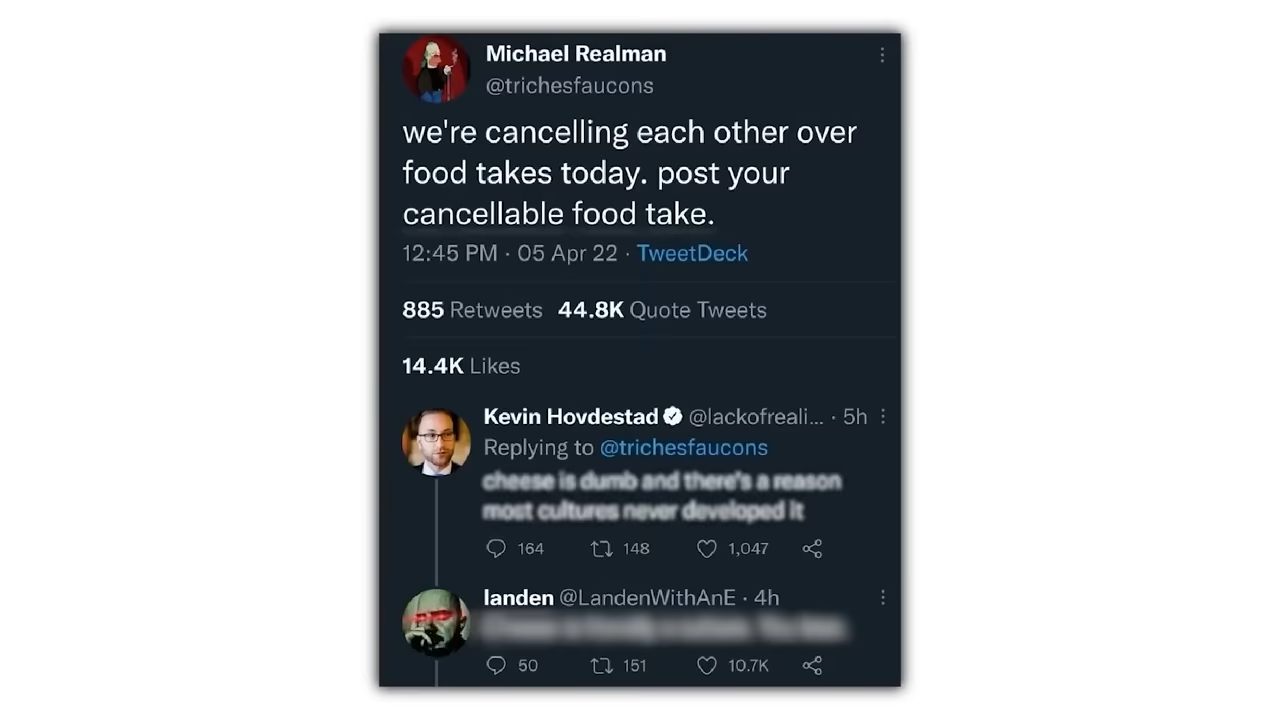 Michael Realman
@trichesfaucons
we're cancelling each other over
food takes today. post your
cancellable food take.
12:45 PM · 05 Apr 22 · TweetDeck
885 Retweets 44.8K Quote Tweets
14.4K Likes
Kevin Hovdestad @lackofreali... · 5h
Replying to @trichesfaucons
cheese is dumb and there's a reason
most cultures never developed it
164 148 1,047
landen @LandenWithAnE · 4h
50 151 10.7K